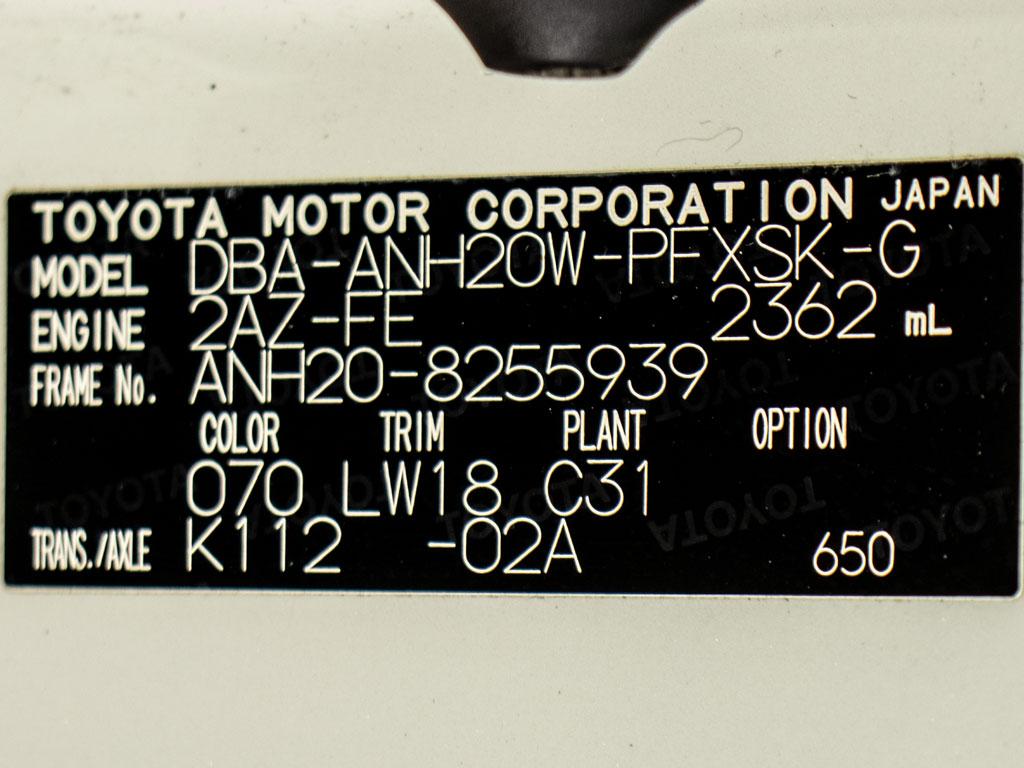 TOYOTA MOTOR CORPORATION JAPAN
MODEL DBA-ANH20W-PFXSK-G
ENGINE 2AZ-FE 2362 mL
FRAME No. ANH20-8255939
COLOR TRIM PLANT OPTION
070 LW18 C31
TRANS./AXLE K112 -02A 650